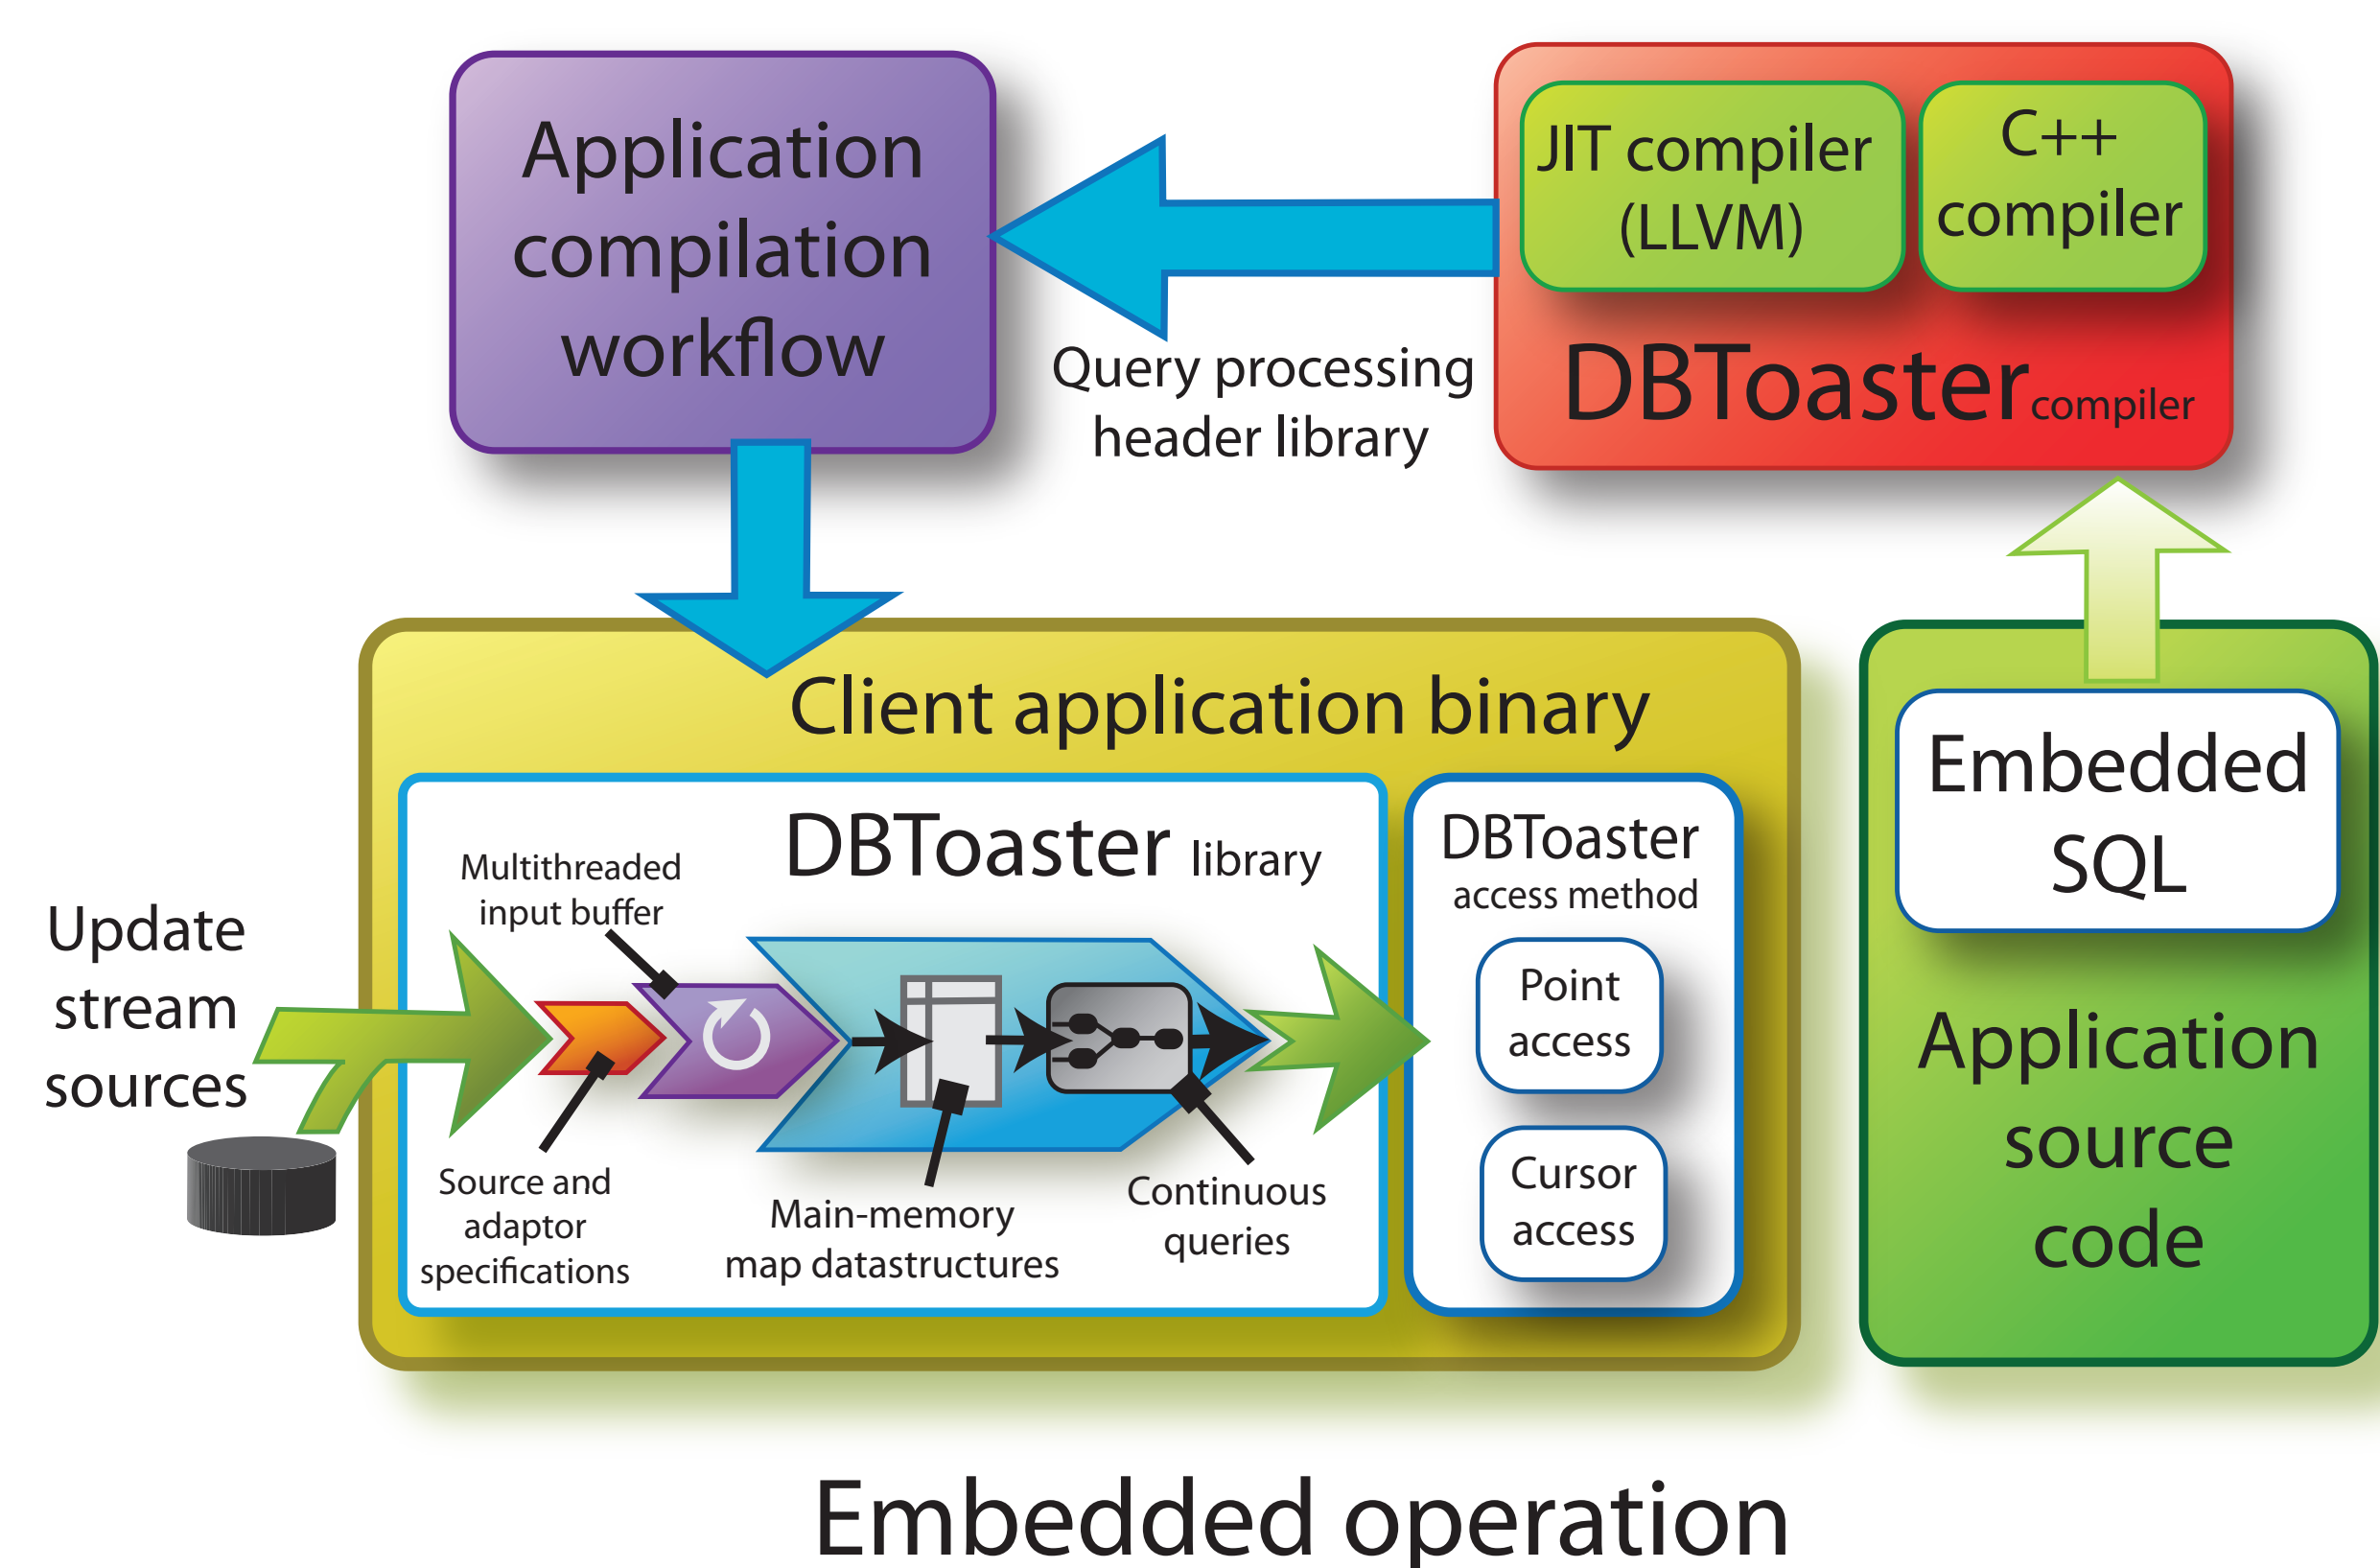 Application
compilation
workflow
Query processing
header library
JIT compiler
(LLVM)
C++
compiler
DBToaster compiler
Client application binary
DBToaster library
Multithreaded
input buffer
Update
stream
sources
Source and
adaptor
specifications
Main-memory
map datastructures
Continuous
queries
DBToaster
access method
Point
access
Cursor
access
Embedded
SQL
Application
source
code
Embedded operation